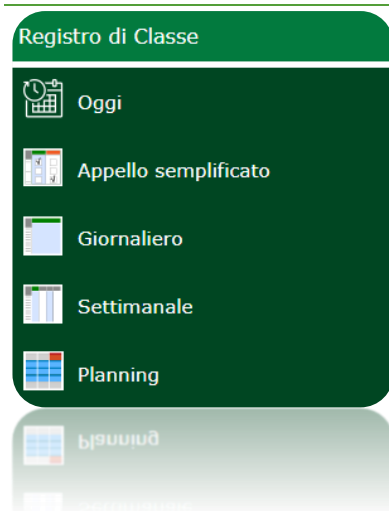 Registro di Classe
Oggi
Appello semplificato
Giornaliero
Settimanale
Planning